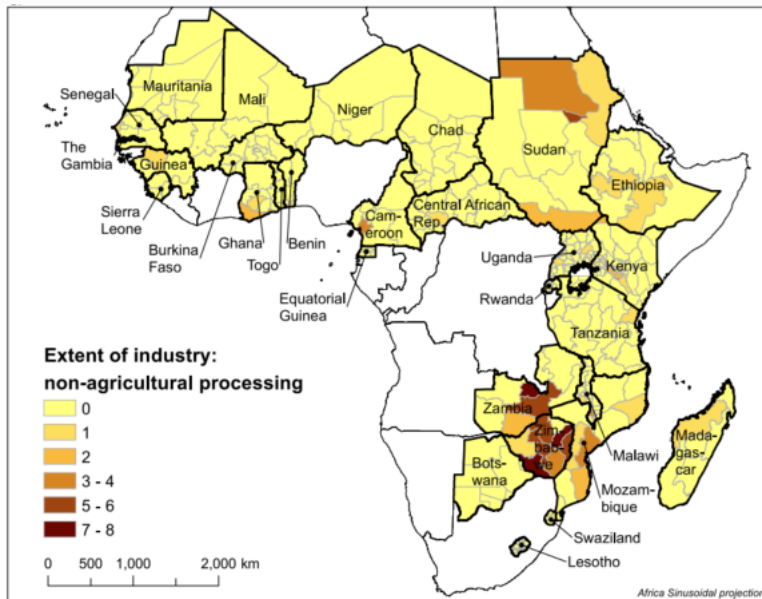 Senegal
Mauritania
Mali
Niger
Chad
Sudan
The
Gambia
Guinea
Ethiopia
Sierra
Leone
Burkina
Faso
Ghana
Togo
Benin
Cam-
eroon
Central African
Rep.
Equatorial
Guinea
Uganda
Kenya
Rwanda
Tanzania
Extent of industry:
non-agricultural processing
0
1
2
3 - 4
5 - 6
7 - 8
Zambia
Zim-
bab-
we
Bots-
wana
Malawi
Mozam-
bique
Mada-
gas-
car
Swaziland
Lesotho
0 500 1,000 2,000 km
Africa Sinusoidal projection